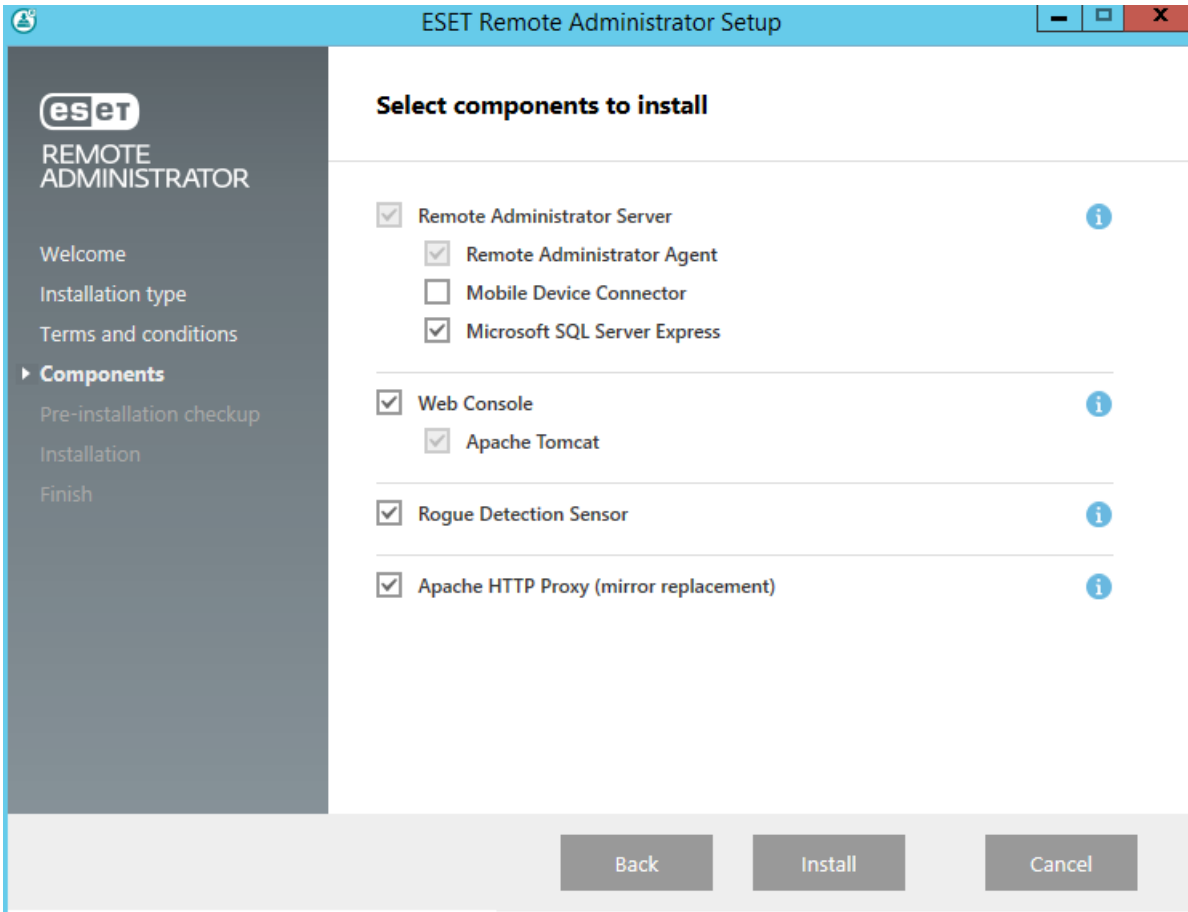 ESET Remote Administrator Setup
eset
REMOTE
ADMINISTRATOR
Welcome
Installation type
Terms and conditions
Components
Pre-installation checkup
Installation
Finish
Select components to install
Remote Administrator Server
Remote Administrator Agent
Mobile Device Connector
Microsoft SQL Server Express
Web Console
Apache Tomcat
Rogue Detection Sensor
Apache HTTP Proxy (mirror replacement)
Back
Install
Cancel